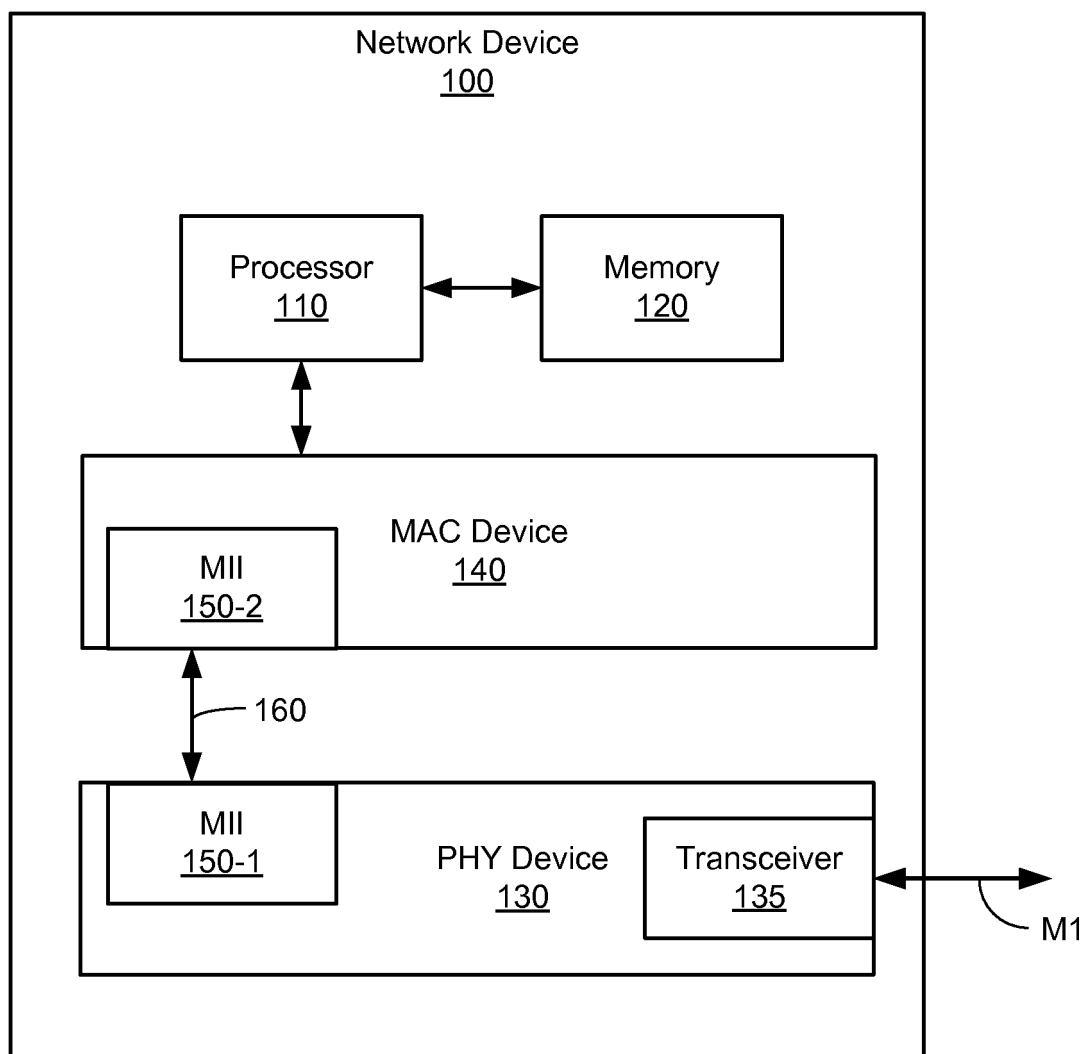 Network Device
100
Processor
110
Memory
120
MAC Device
140
MII
150-2
160
MII
150-1
PHY Device
130
Transceiver
135
M1